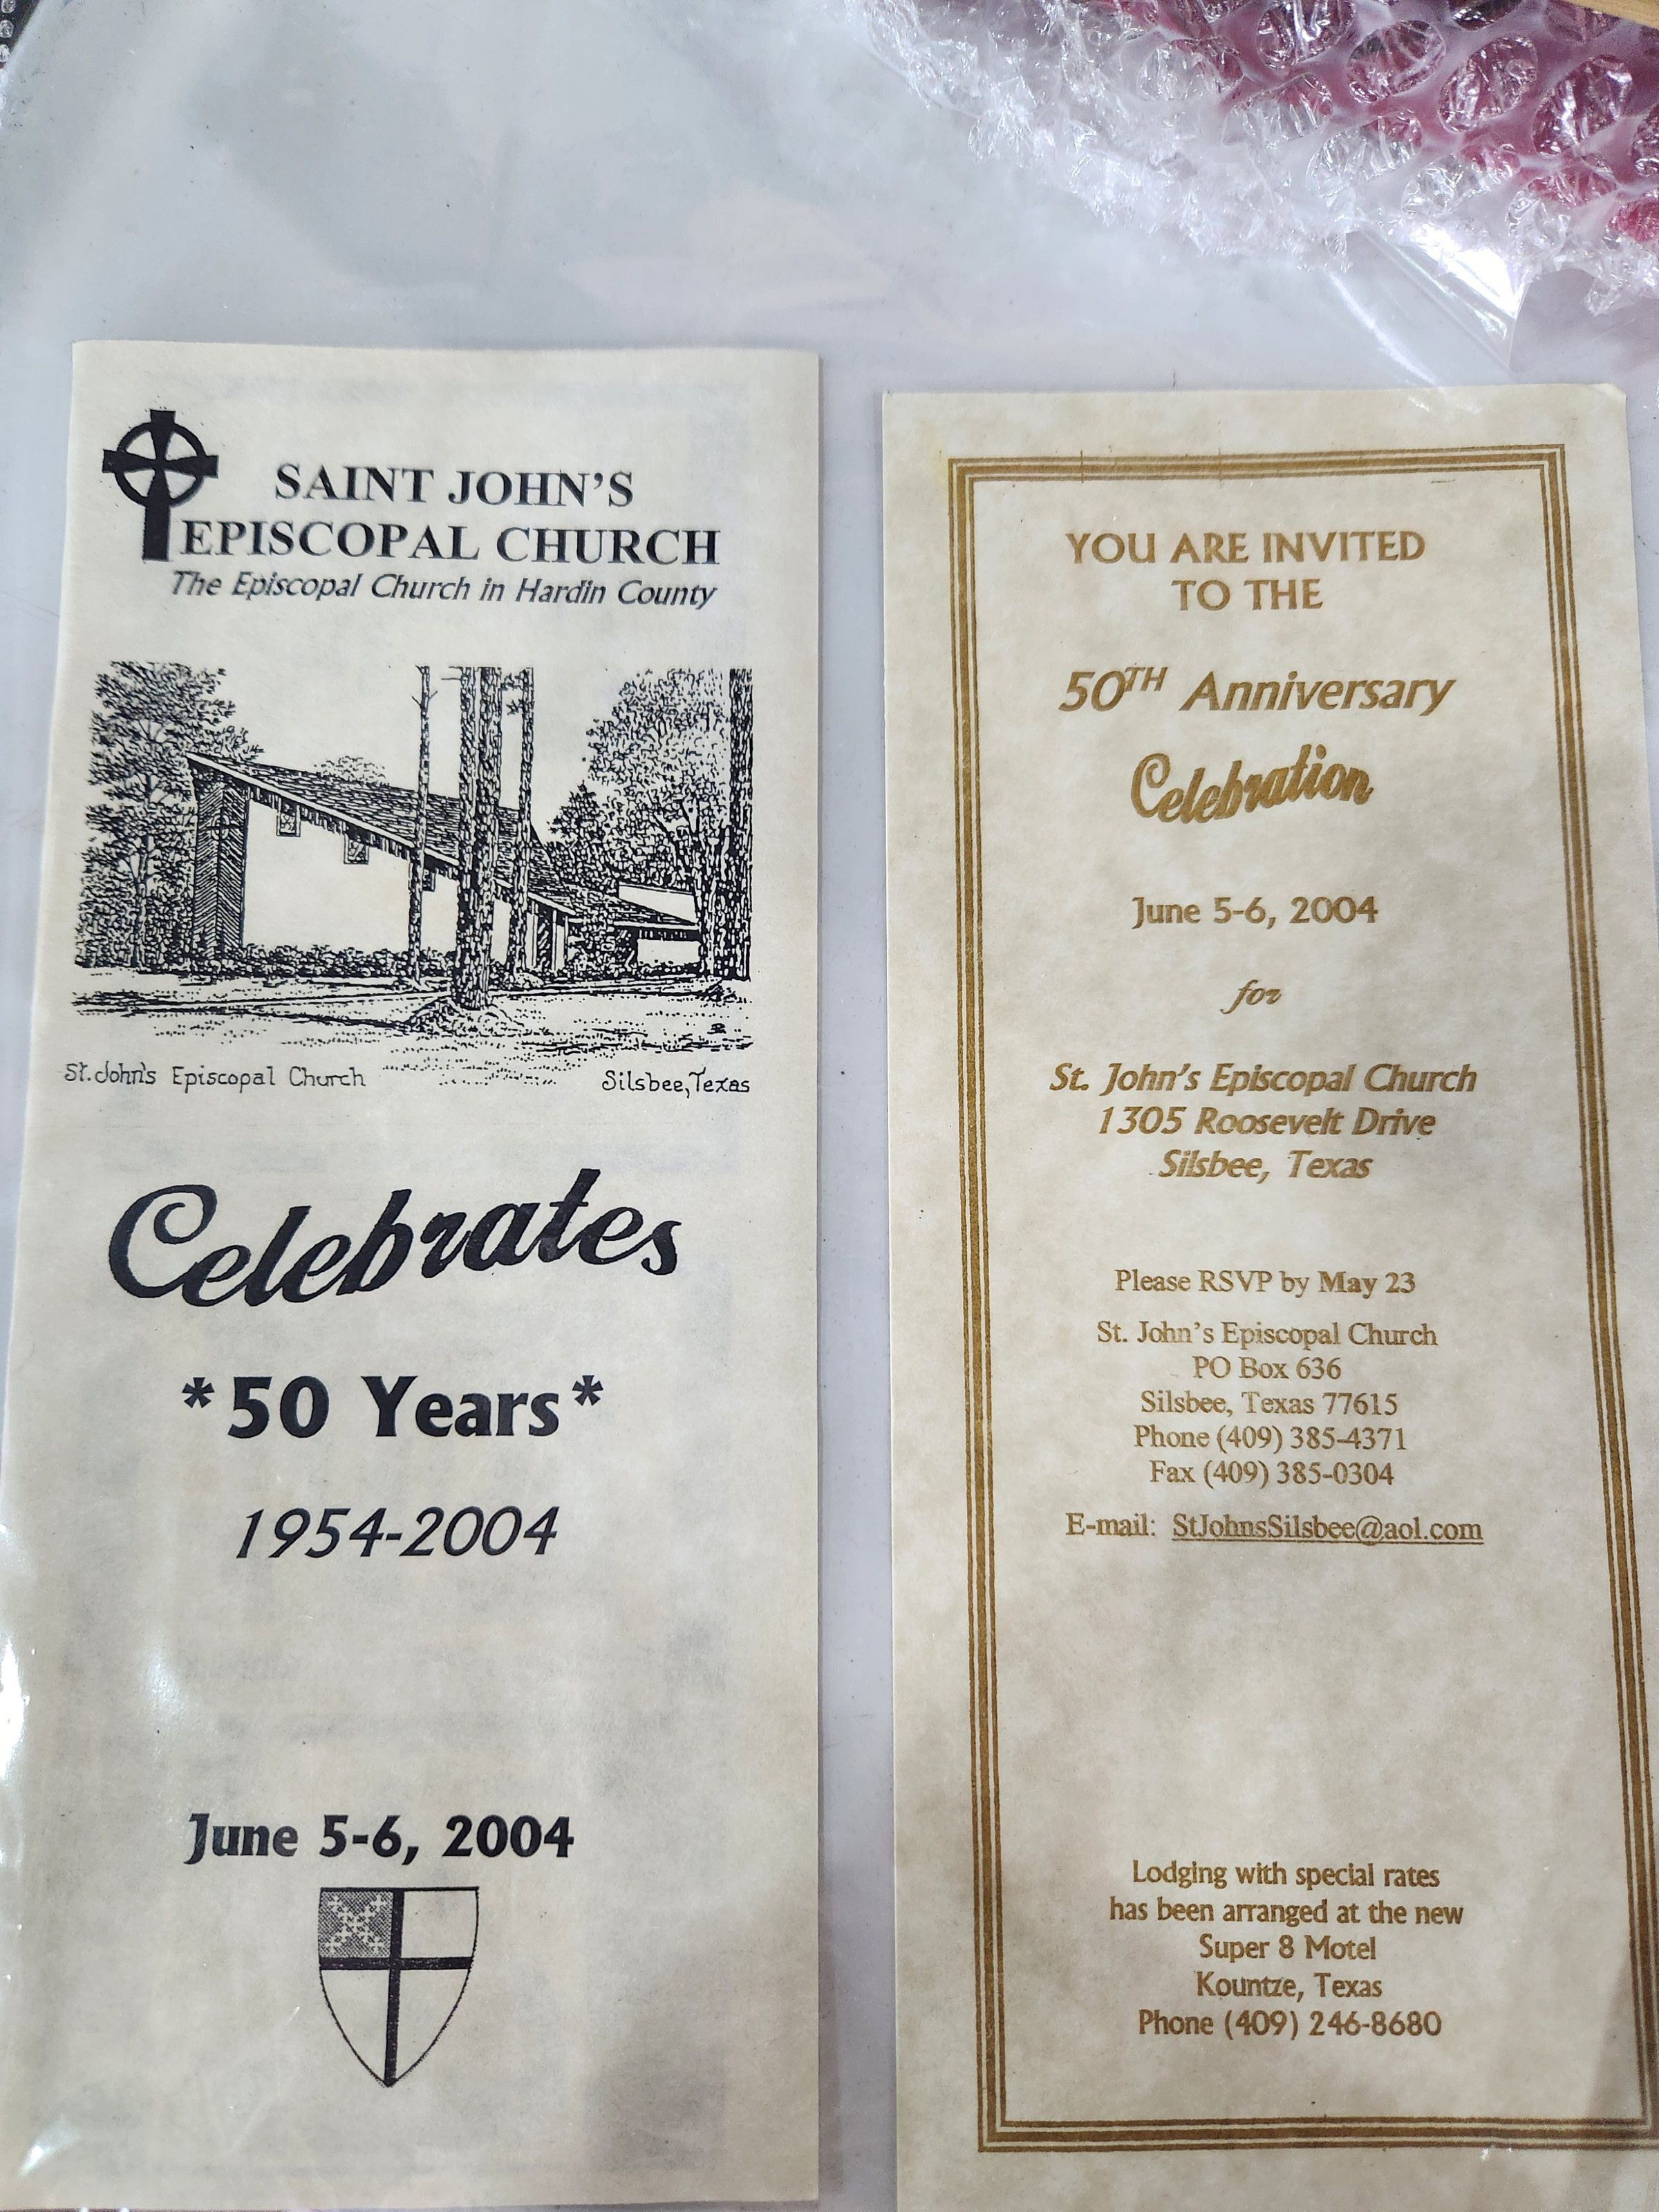 SAINT JOHN'S
EPISCOPAL CHURCH
The Episcopal Church in Hardin County
St. John's Episcopal Church Silsbee, Texas
Celebrates
*50 Years*
1954-2004
June 5-6, 2004
YOU ARE INVITED
TO THE
50TH Anniversary
Celebration
June 5-6, 2004
for
St. John's Episcopal Church
1305 Roosevelt Drive
Silsbee, Texas
Please RSVP by May 23
St. John's Episcopal Church
PO Box 636
Silsbee, Texas 77615
Phone (409) 385-4371
Fax (409) 385-0304
E-mail: StJohnsSilsbee@aol.com
Lodging with special rates
has been arranged at the new
Super 8 Motel
Kountze, Texas
Phone (409) 246-8680